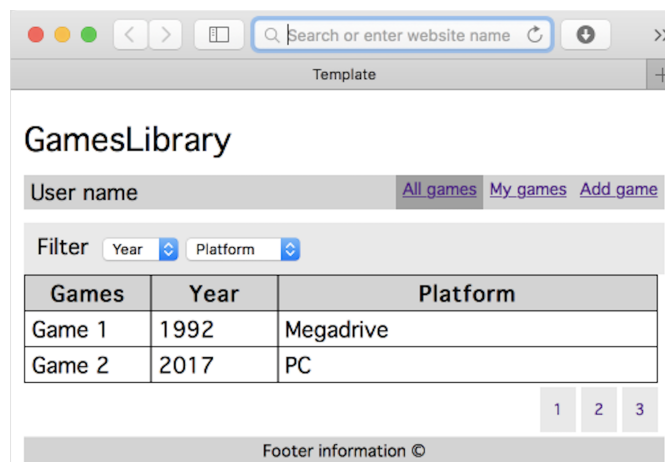 Search or enter website name
Template
GamesLibrary
User name All games My games Add game
Filter Year Platform
Games Year Platform
Game 1 1992 Megadrive
Game 2 2017 PC
1 2 3
Footer information ©